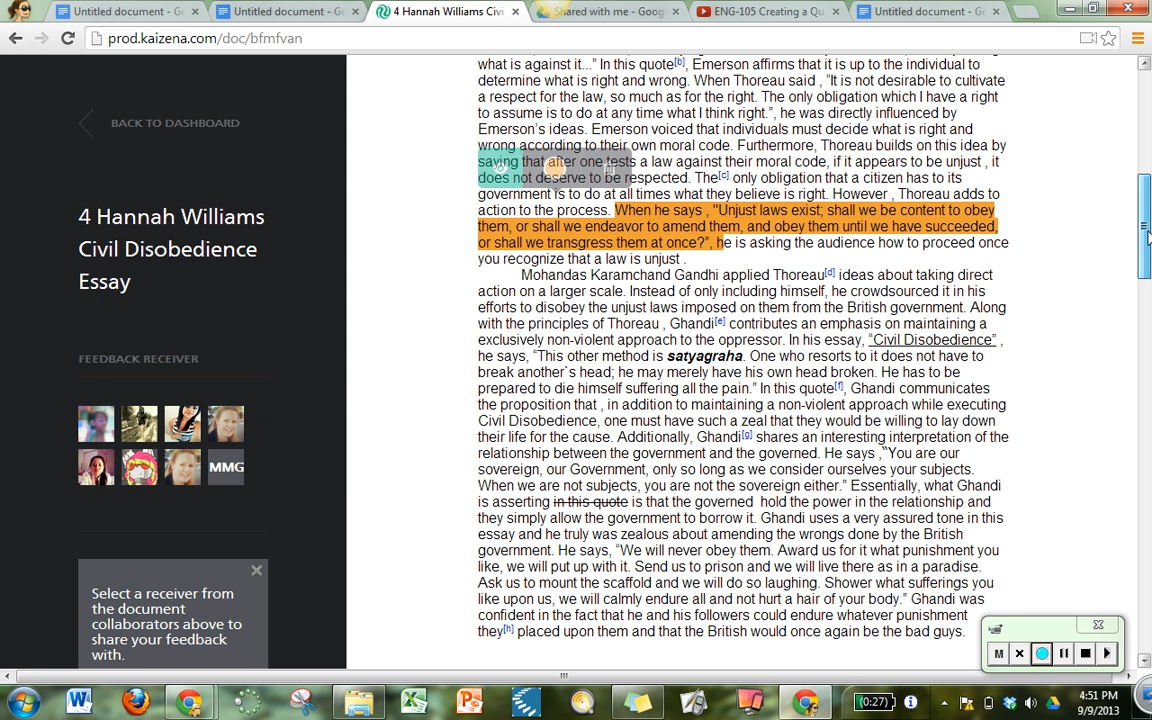 Untitled document - Go
Untitled document - Go
4 Hannah Williams Civi
Shared with me - Goog
ENG-105 Creating a Qu
Untitled document - Go
prod.kaizena.com/doc/bfmfvan
BACK TO DASHBOARD
4 Hannah Williams
Civil Disobedience
Essay
FEEDBACK RECEIVER
MMG
Select a receiver from
the document
collaborators above to
share your feedback
with.
what is against it..." In this quote[b], Emerson affirms that it is up to the individual to
determine what is right and wrong. When Thoreau said , "It is not desirable to cultivate
a respect for the law, so much as for the right. The only obligation which I have a right
to assume is to do at any time what I think right.", he was directly influenced by
Emerson's ideas. Emerson voiced that individuals must decide what is right and
wrong according to their own moral code. Furthermore, Thoreau builds on this idea by
saying that after one tests a law against their moral code, if it appears to be unjust , it
does not deserve to be respected. The[c] only obligation that a citizen has to its
government is to do at all times what they believe is right. However , Thoreau adds to
action to the process. When he says , "Unjust laws exist; shall we be content to obey
them, or shall we endeavor to amend them, and obey them until we have succeeded,
or shall we transgress them at once?", he is asking the audience how to proceed once
you recognize that a law is unjust .
Mohandas Karamchand Gandhi applied Thoreau[d] ideas about taking direct
action on a larger scale. Instead of only including himself, he crowdsourced it in his
efforts to disobey the unjust laws imposed on them from the British government. Along
with the principles of Thoreau , Ghandi[e] contributes an emphasis on maintaining a
exclusively non-violent approach to the oppressor. In his essay, "Civil Disobedience" ,
he says, "This other method is satyagraha. One who resorts to it does not have to
break another`s head; he may merely have his own head broken. He has to be
prepared to die himself suffering all the pain." In this quote[f], Ghandi communicates
the proposition that , in addition to maintaining a non-violent approach while executing
Civil Disobedience, one must have such a zeal that they would be willing to lay down
their life for the cause. Additionally, Ghandi[g] shares an interesting interpretation of the
relationship between the government and the governed. He says ,"You are our
sovereign, our Government, only so long as we consider ourselves your subjects.
When we are not subjects, you are not the sovereign either." Essentially, what Ghandi
is asserting in this quote is that the governed  hold the power in the relationship and
they simply allow the government to borrow it. Ghandi uses a very assured tone in this
essay and he truly was zealous about amending the wrongs done by the British
government. He says, "We will never obey them. Award us for it what punishment you
like, we will put up with it. Send us to prison and we will live there as in a paradise.
Ask us to mount the scaffold and we will do so laughing. Shower what sufferings you
like upon us, we will calmly endure all and not hurt a hair of your body." Ghandi was
confident in the fact that he and his followers could endure whatever punishment
they[h] placed upon them and that the British would once again be the bad guys.
M
(0:27)
4:51 PM
9/9/2013